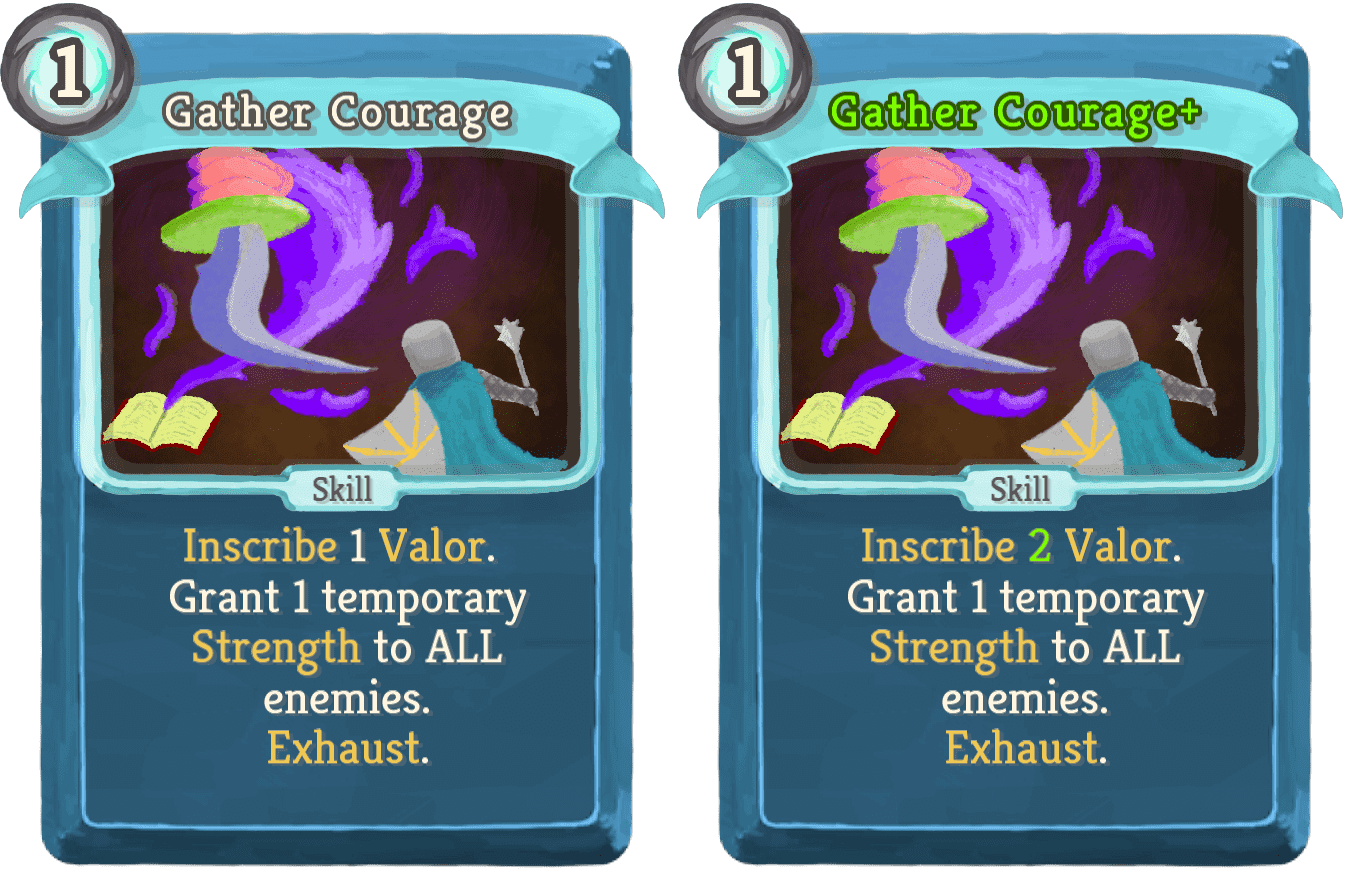 1
Gather Courage
Skill
Inscribe 1 Valor.
Grant 1 temporary
Strength to ALL
enemies.
Exhaust.
1
Gather Courage+
Skill
Inscribe 2 Valor.
Grant 1 temporary
Strength to ALL
enemies.
Exhaust.